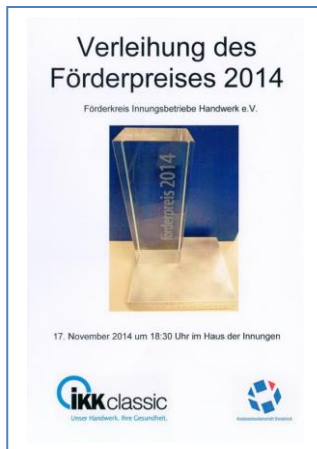 Verleihung des
Förderpreises 2014
Förderkreis Innungsbetriebe Handwerk e.V.
förderpreis 2014
17. November 2014 um 18:30 Uhr im Haus der Innungen
iKK classic
Unser Handwerk. Ihre Gesundheit.